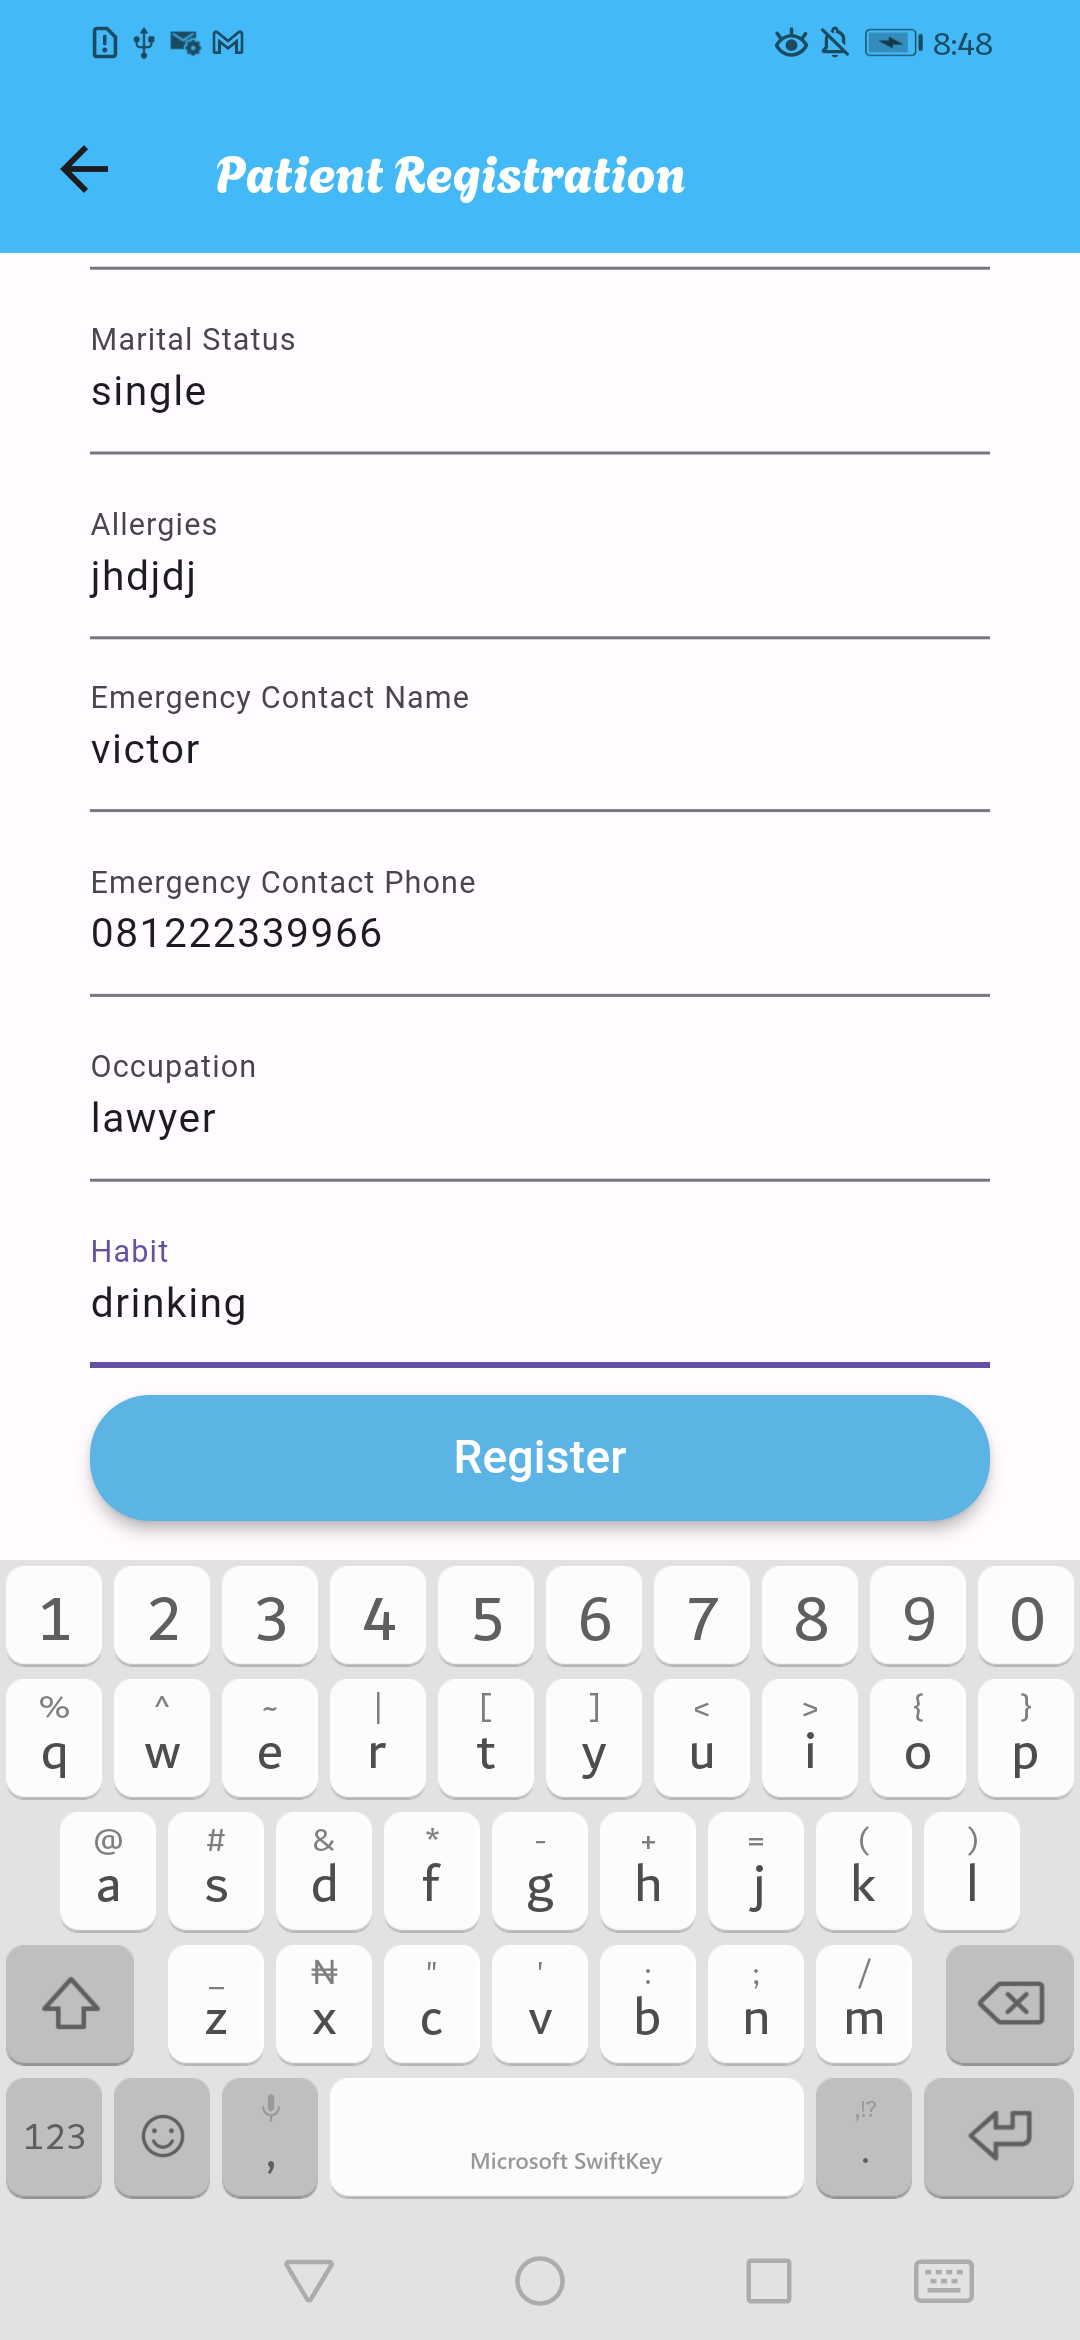 8:48
Patient Registration
Marital Status
single
Allergies
jhdjdj
Emergency Contact Name
victor
Emergency Contact Phone
081222339966
Occupation
lawyer
Habit
drinking
Register
1 2 3 4 5 6 7 8 9 0
% ^ ~ | [ ] < > { }
q w e r t y u i o p
@ # & * - + = ( )
a s d f g h j k l
_ ₦ " ' : ; /
z x c v b n m
,!?
123 , Microsoft SwiftKey .